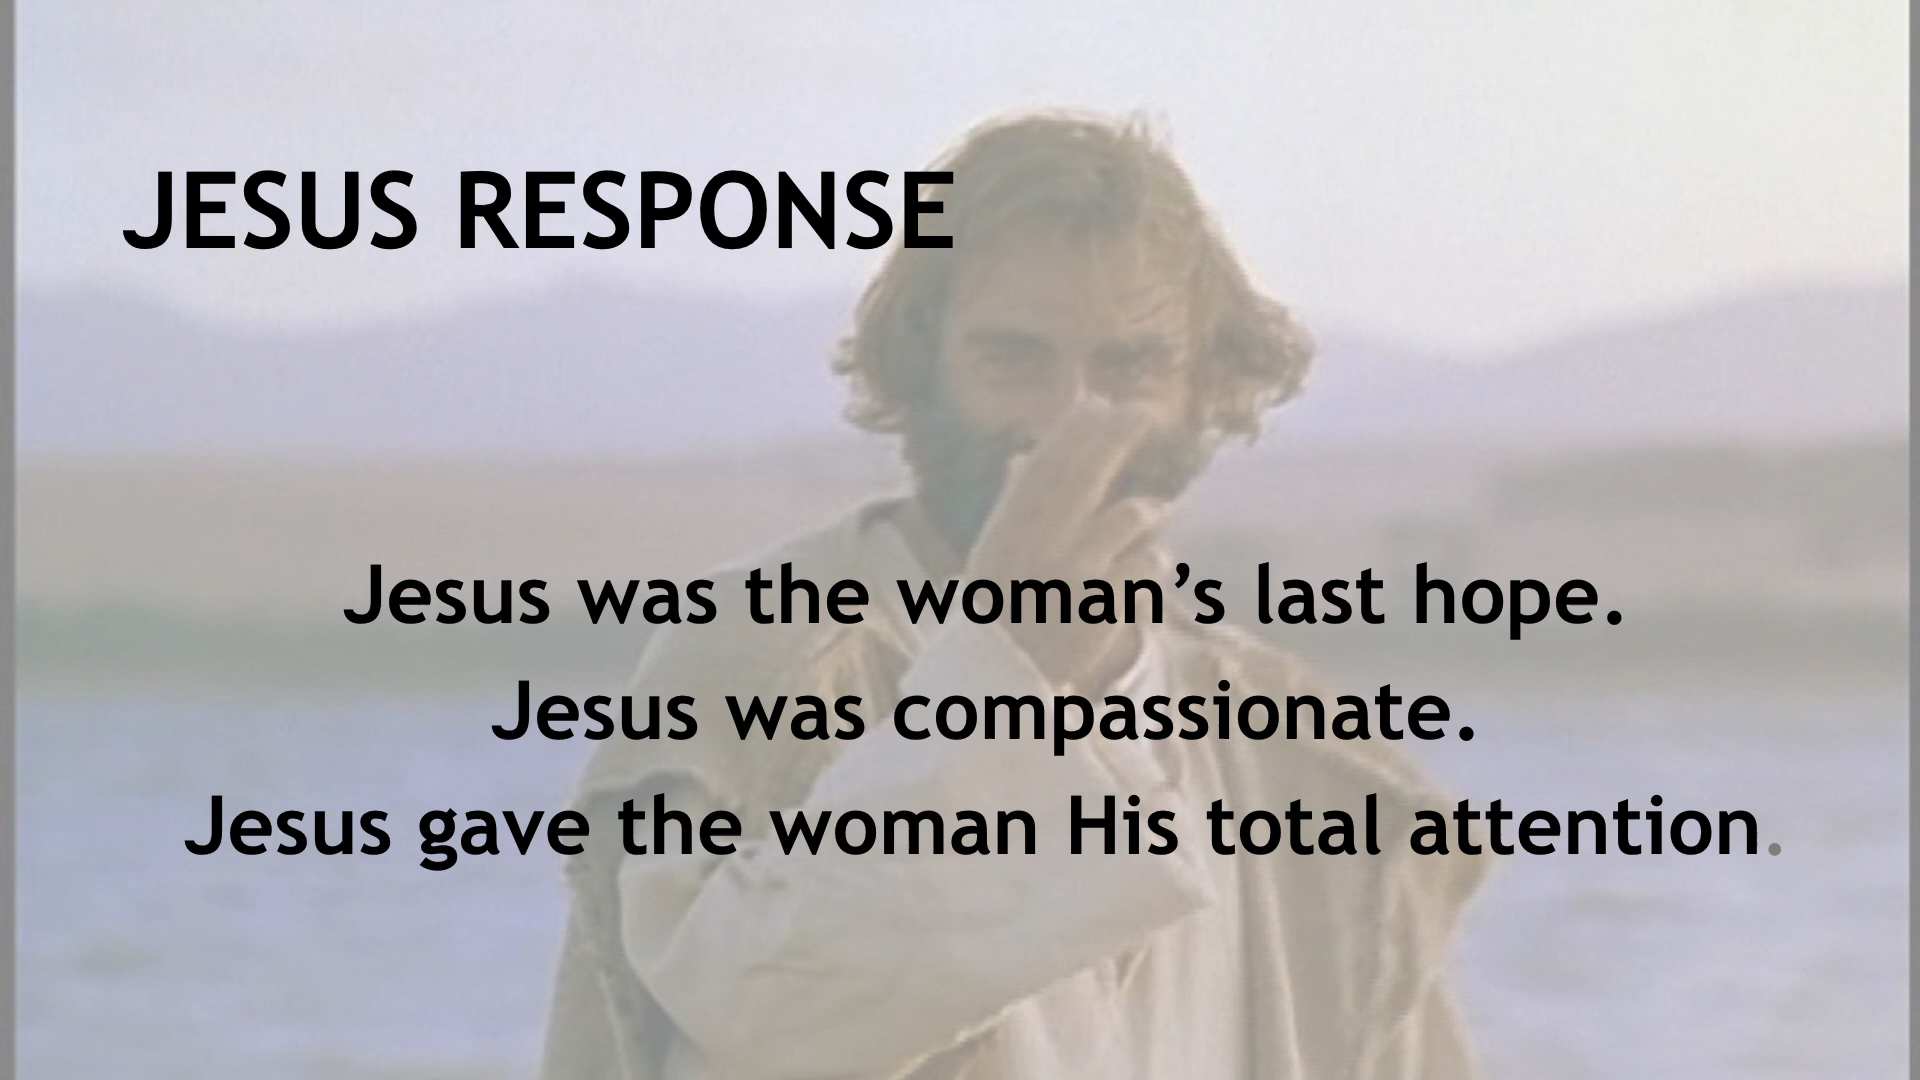 JESUS RESPONSE
Jesus was the woman’s last hope.
Jesus was compassionate.
Jesus gave the woman His total attention.